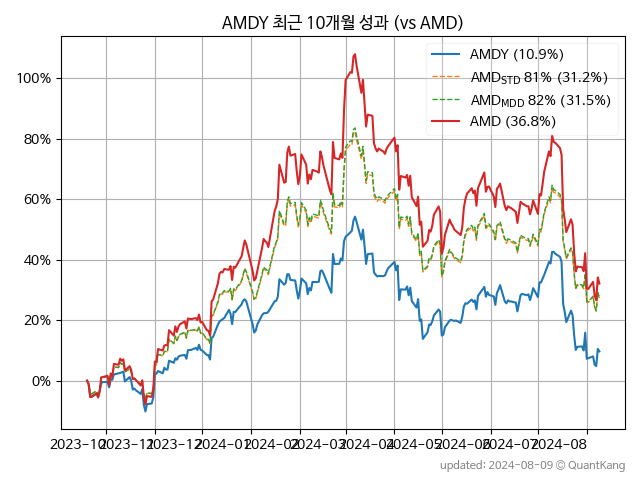 AMDY 최근 10개월 성과 (vs AMD)
AMDY (10.9%)
AMD_STD 81% (31.2%)
AMD_MDD 82% (31.5%)
AMD (36.8%)
100%
80%
60%
40%
20%
0%
2023-10 2023-11 2023-12 2024-01 2024-02 2024-03 2024-04 2024-05 2024-06 2024-07 2024-08
updated: 2024-08-09 © QuantKang